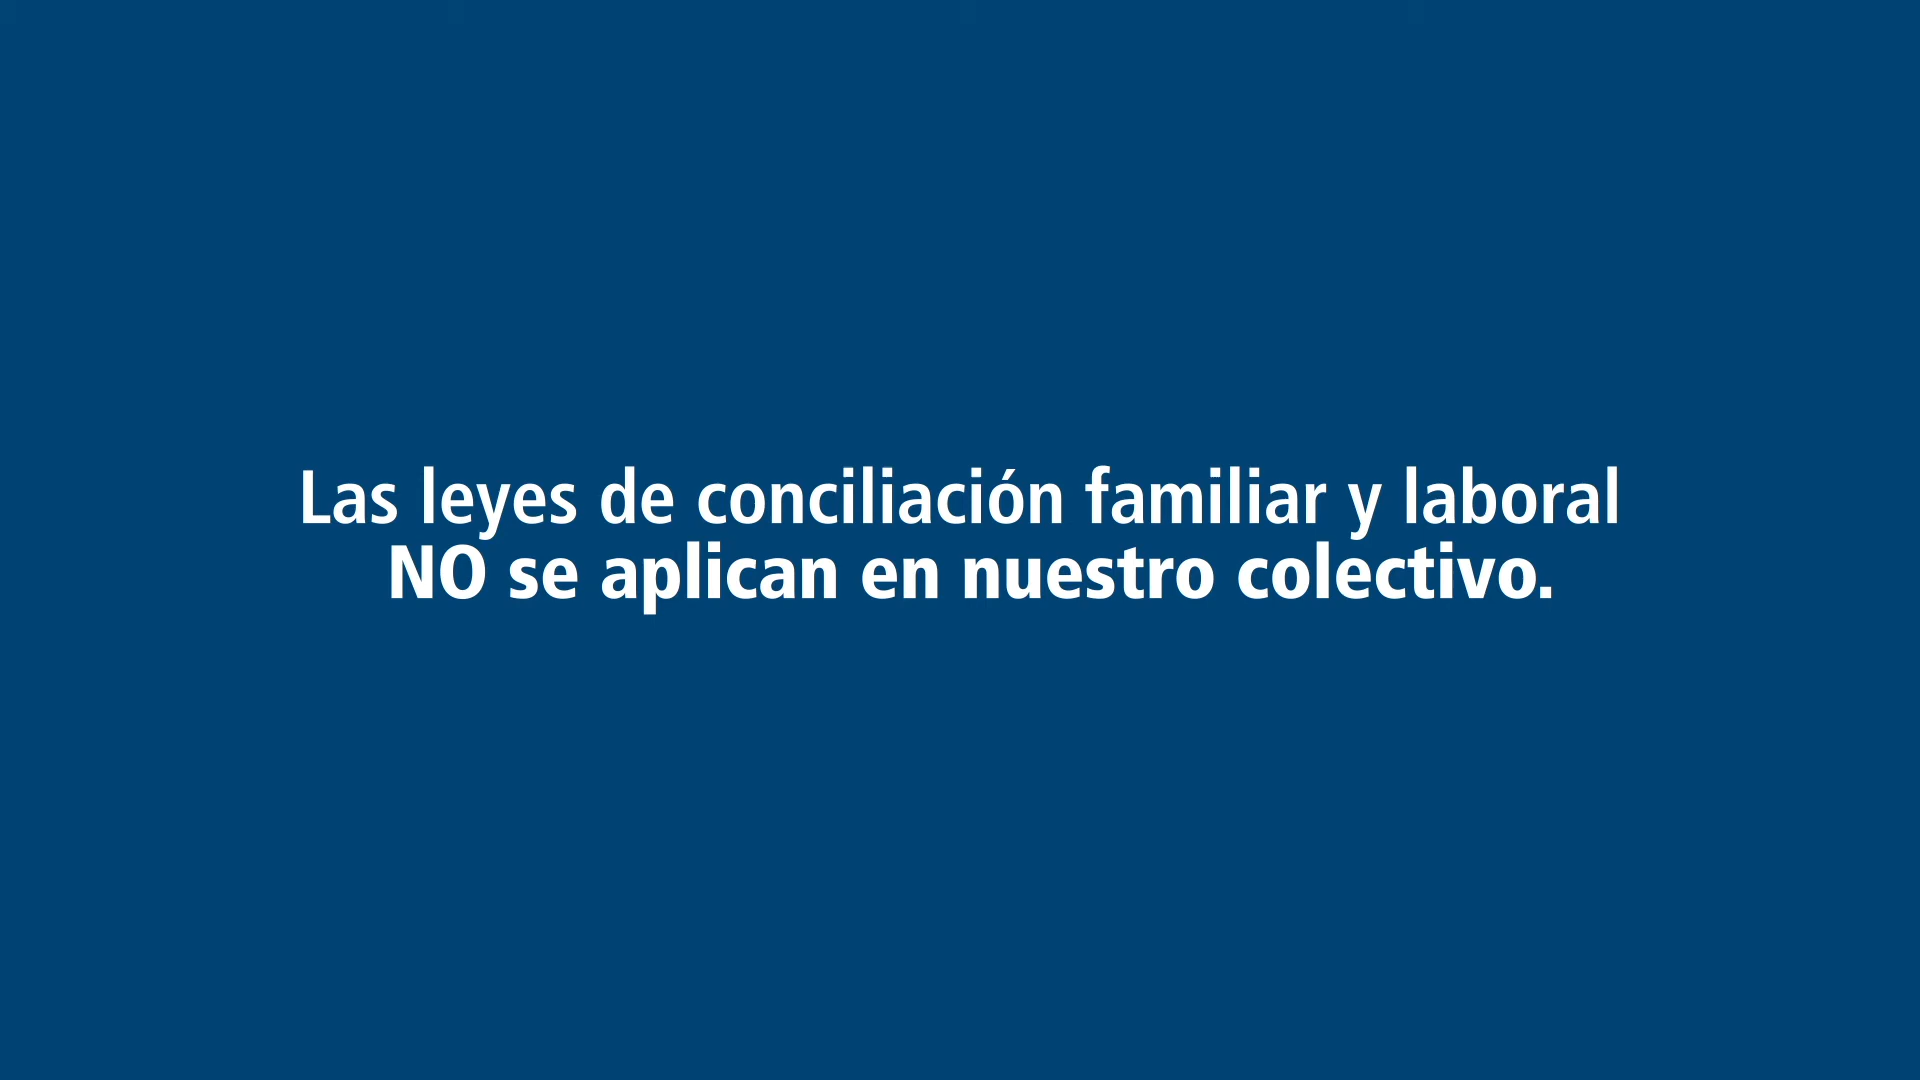 Las leyes de conciliación familiar y laboral
NO se aplican en nuestro colectivo.